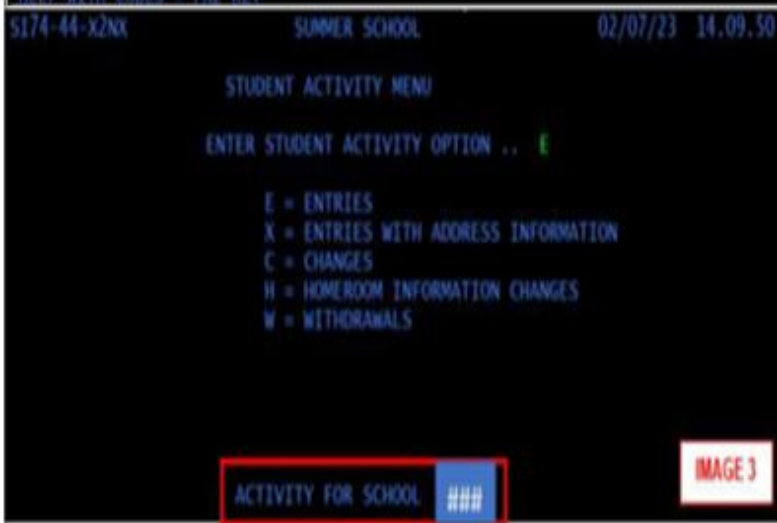 SI74-44-X2NX SUMMER SCHOOL 02/07/23 14.09.50
STUDENT ACTIVITY MENU
ENTER STUDENT ACTIVITY OPTION .. E
E = ENTRIES
X = ENTRIES WITH ADDRESS INFORMATION
C = CHANGES
H = HOMEROOM INFORMATION CHANGES
W = WITHDRAWALS
IMAGE 3
ACTIVITY FOR SCHOOL ###